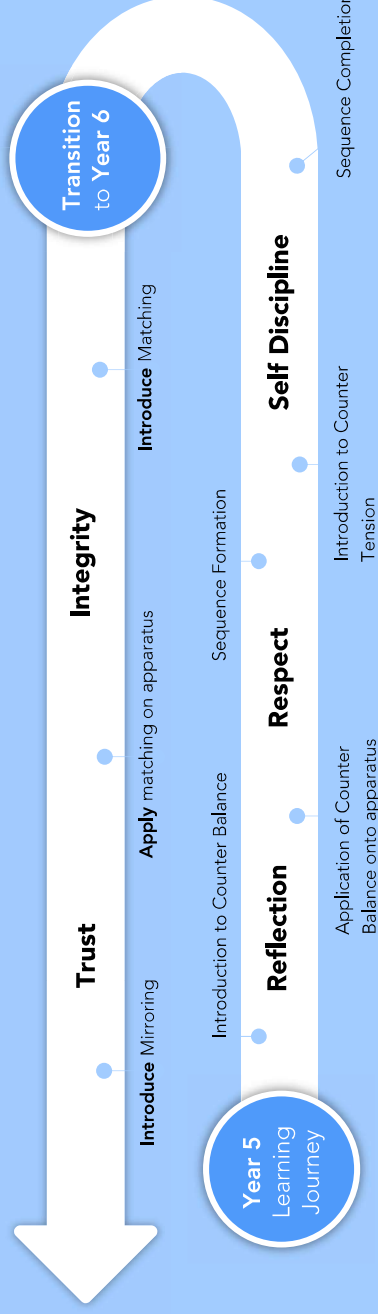 Year 5
Learning
Journey
Introduction to Counter Balance
Reflection
Application of Counter
Balance onto apparatus
Respect
Sequence Formation
Introduction to Counter
Tension
Self Discipline
Sequence Completion
Transition
to Year 6
Introduce Matching
Integrity
Apply matching on apparatus
Trust
Introduce Mirroring